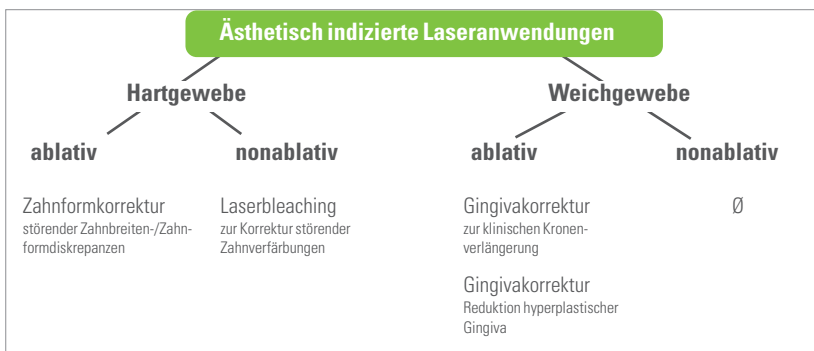 Ästhetisch indizierte Laseranwendungen
Hartgewebe
Weichgewebe
ablativ
nonablativ
ablativ
nonablativ
Zahnformkorrektur
störender Zahnbreiten-/Zahn-
formdiskrepanzen
Laserbleaching
zur Korrektur störender
Zahnverfärbungen
Gingivakorrektur
zur klinischen Kronen-
verlängerung
Gingivakorrektur
Reduktion hyperplastischer
Gingiva
Ø